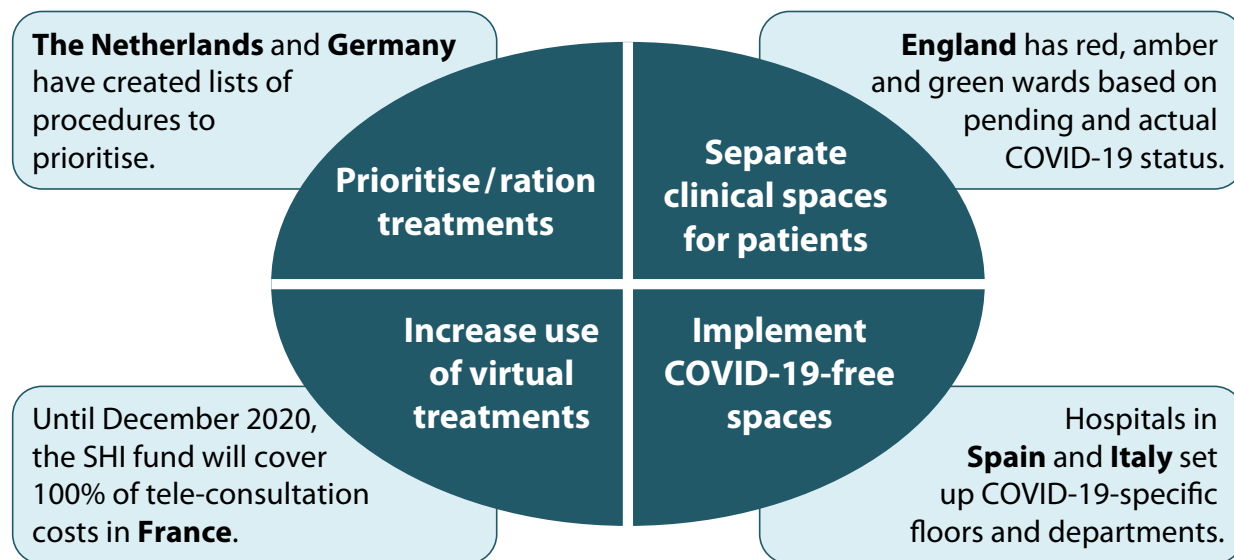 The Netherlands and Germany
have created lists of
procedures to
prioritise.
England has red, amber
and green wards based on
pending and actual
COVID-19 status.
Prioritise/ration
treatments
Separate
clinical spaces
for patients
Increase use
of virtual
treatments
Implement
COVID-19-free
spaces
Until December 2020,
the SHI fund will cover
100% of tele-consultation
costs in France.
Hospitals in
Spain and Italy set
up COVID-19-specific
floors and departments.